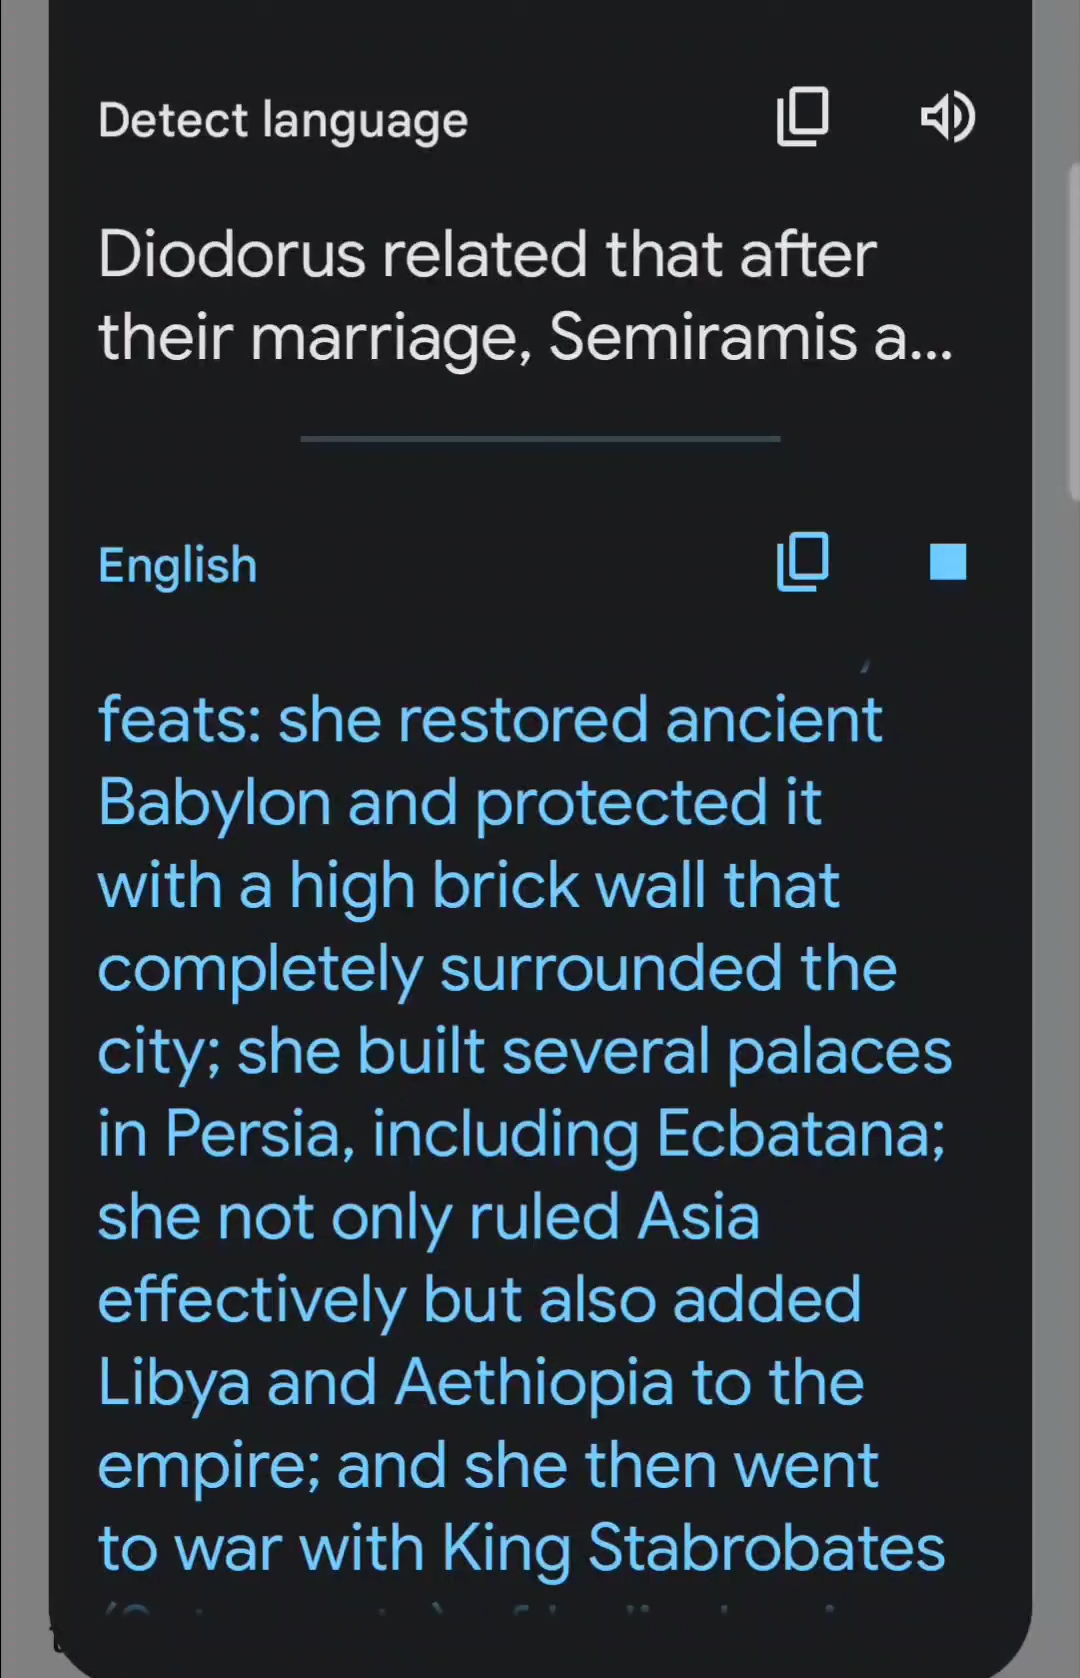 Detect language
Diodorus related that after
their marriage, Semiramis a...
English
feats: she restored ancient
Babylon and protected it
with a high brick wall that
completely surrounded the
city; she built several palaces
in Persia, including Ecbatana;
she not only ruled Asia
effectively but also added
Libya and Aethiopia to the
empire; and she then went
to war with King Stabrobates